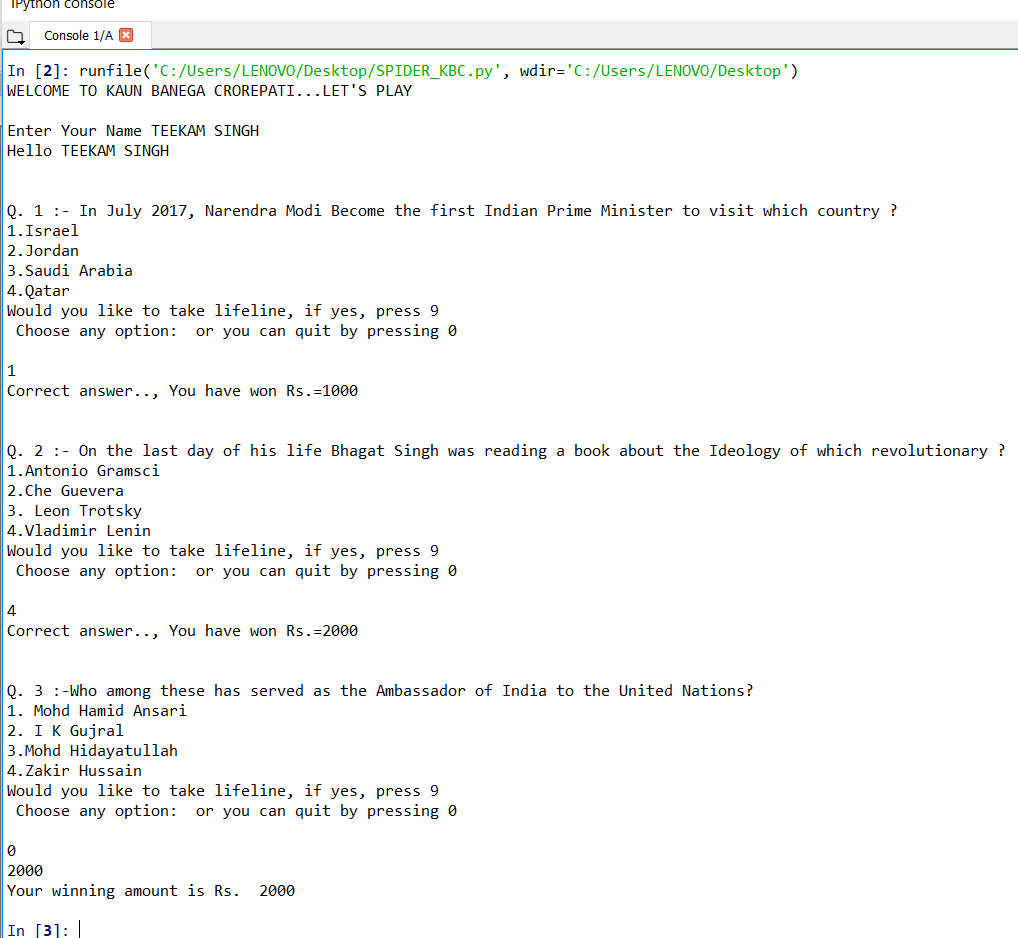 IPython console
Console 1/A
In [2]: runfile('C:/Users/LENOVO/Desktop/SPIDER_KBC.py', wdir='C:/Users/LENOVO/Desktop')
WELCOME TO KAUN BANEGA CROREPATI...LET'S PLAY
Enter Your Name TEEKAM SINGH
Hello TEEKAM SINGH
Q. 1 :- In July 2017, Narendra Modi Become the first Indian Prime Minister to visit which country ?
1.Israel
2.Jordan
3.Saudi Arabia
4.Qatar
Would you like to take lifeline, if yes, press 9
Choose any option:  or you can quit by pressing 0
1
Correct answer.., You have won Rs.=1000
Q. 2 :- On the last day of his life Bhagat Singh was reading a book about the Ideology of which revolutionary ?
1.Antonio Gramsci
2.Che Guevera
3. Leon Trotsky
4.Vladimir Lenin
Would you like to take lifeline, if yes, press 9
Choose any option:  or you can quit by pressing 0
4
Correct answer.., You have won Rs.=2000
Q. 3 :-Who among these has served as the Ambassador of India to the United Nations?
1. Mohd Hamid Ansari
2. I K Gujral
3.Mohd Hidayatullah
4.Zakir Hussain
Would you like to take lifeline, if yes, press 9
Choose any option:  or you can quit by pressing 0
0
2000
Your winning amount is Rs.  2000
In [3]: